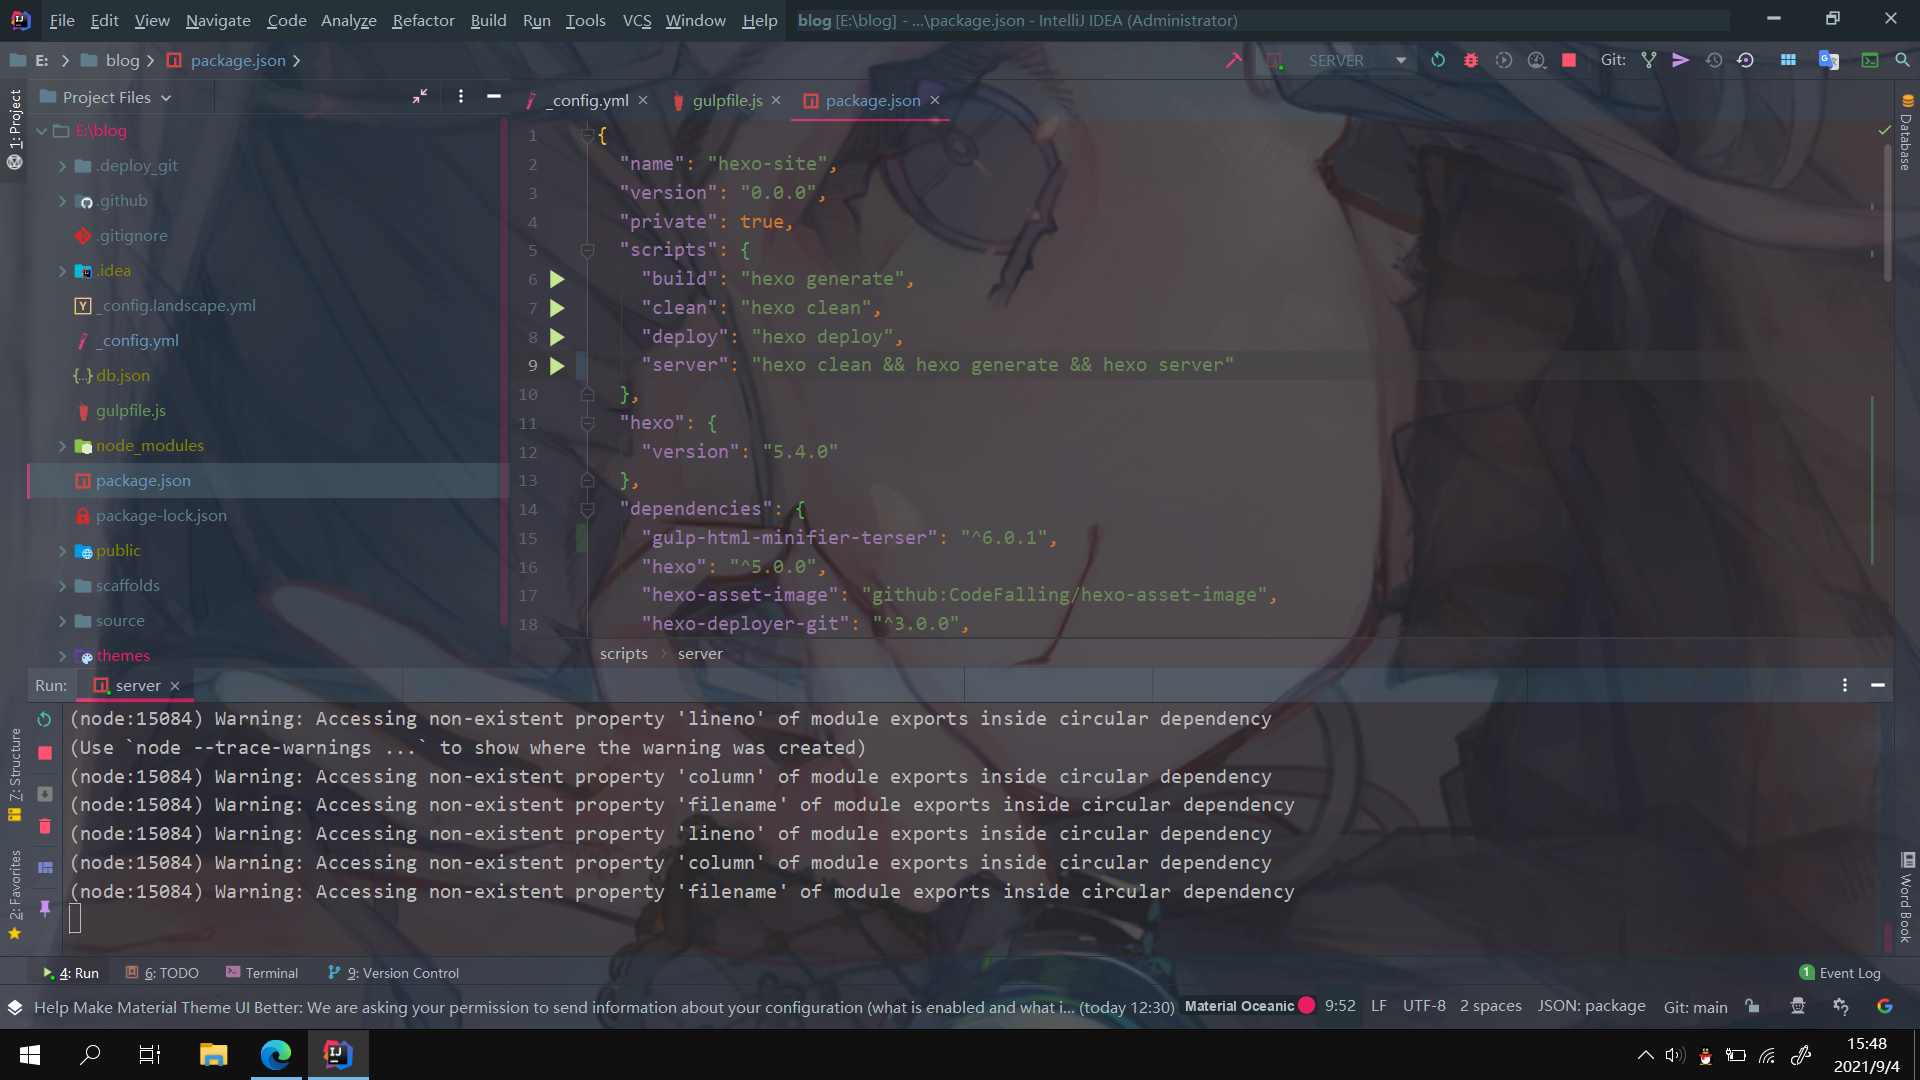 File Edit View Navigate Code Analyze Refactor Build Run Tools VCS Window Help blog [E:\blog] - ...\package.json - IntelliJ IDEA (Administrator)
E: blog package.json SERVER Git:
Project Files
_config.yml gulpfile.js package.json
1: Project
7: Structure
2: Favorites
E:\blog
.deploy_git
.github
.gitignore
.idea
_config.landscape.yml
_config.yml
db.json
gulpfile.js
node_modules
package.json
package-lock.json
public
scaffolds
source
themes
1 {
2 "name": "hexo-site",
3 "version": "0.0.0",
4 "private": true,
5 "scripts": {
6 "build": "hexo generate",
7 "clean": "hexo clean",
8 "deploy": "hexo deploy",
9 "server": "hexo clean && hexo generate && hexo server"
10 },
11 "hexo": {
12 "version": "5.4.0"
13 },
14 "dependencies": {
15 "gulp-html-minifier-terser": "^6.0.1",
16 "hexo": "^5.0.0",
17 "hexo-asset-image": "github:CodeFalling/hexo-asset-image",
18 "hexo-deployer-git": "^3.0.0",
scripts server
Database
Word Book
Run: server
(node:15084) Warning: Accessing non-existent property 'lineno' of module exports inside circular dependency
(Use `node --trace-warnings ...` to show where the warning was created)
(node:15084) Warning: Accessing non-existent property 'column' of module exports inside circular dependency
(node:15084) Warning: Accessing non-existent property 'filename' of module exports inside circular dependency
(node:15084) Warning: Accessing non-existent property 'lineno' of module exports inside circular dependency
(node:15084) Warning: Accessing non-existent property 'column' of module exports inside circular dependency
(node:15084) Warning: Accessing non-existent property 'filename' of module exports inside circular dependency
4: Run 6: TODO Terminal 9: Version Control 1 Event Log
Help Make Material Theme UI Better: We are asking your permission to send information about your configuration (what is enabled and what i... (today 12:30) Material Oceanic 9:52 LF UTF-8 2 spaces JSON: package Git: main
15:48
2021/9/4